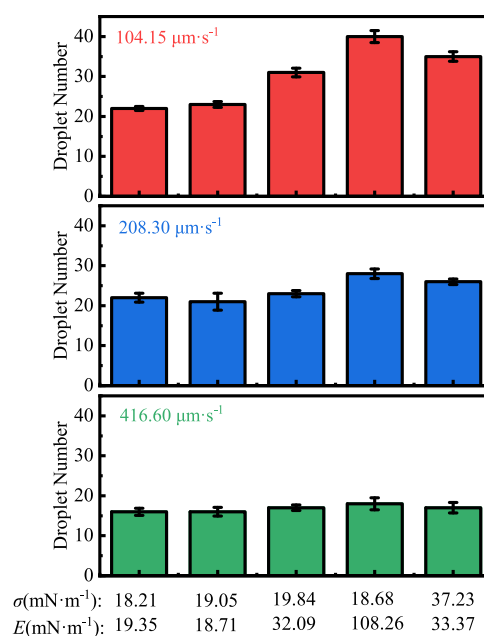 104.15 μm·s⁻¹
Droplet Number
40
30
20
10
0
208.30 μm·s⁻¹
Droplet Number
40
30
20
10
0
416.60 μm·s⁻¹
Droplet Number
40
30
20
10
0
σ(mN·m⁻¹): 18.21 19.05 19.84 18.68 37.23
E(mN·m⁻¹): 19.35 18.71 32.09 108.26 33.37